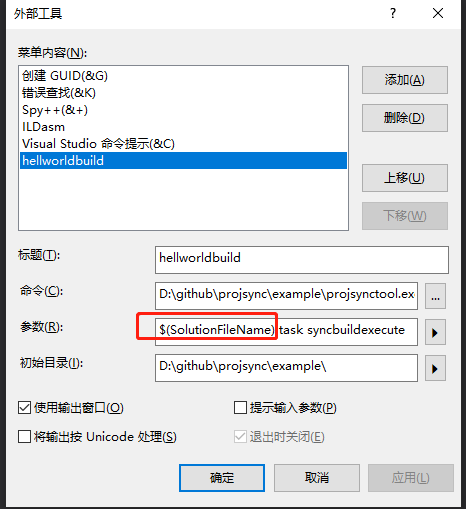 外部工具
菜单内容(N):
创建 GUID(&G)
错误查找(&K)
Spy++(&+)
ILDasm
Visual Studio 命令提示(&C)
hellworldbuild
添加(A)
删除(D)
上移(U)
下移(W)
标题(T):
hellworldbuild
命令(C):
D:\github\projsync\example\projsynctool.exe
...
参数(R):
$(SolutionFileName) task syncbuildexecute
初始目录(I):
D:\github\projsync\example\
使用输出窗口(O)
提示输入参数(P)
将输出按 Unicode 处理(S)
退出时关闭(E)
确定
取消
应用(L)